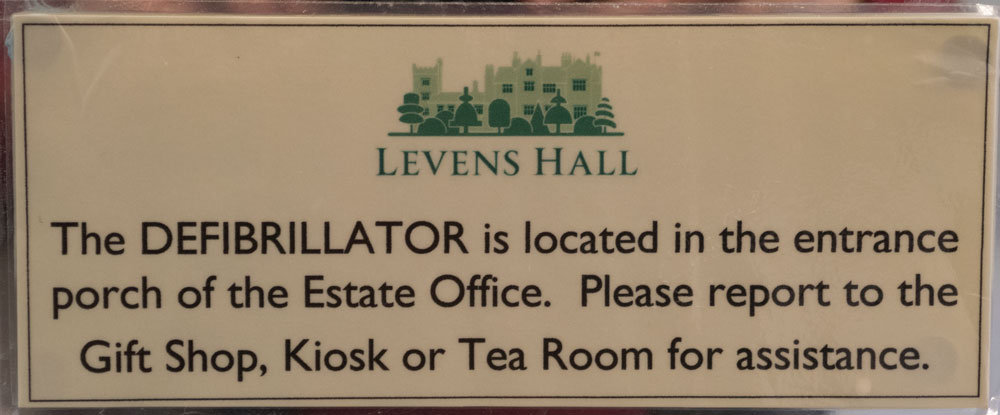 LEVENS HALL
The DEFIBRILLATOR is located in the entrance
porch of the Estate Office.  Please report to the
Gift Shop, Kiosk or Tea Room for assistance.